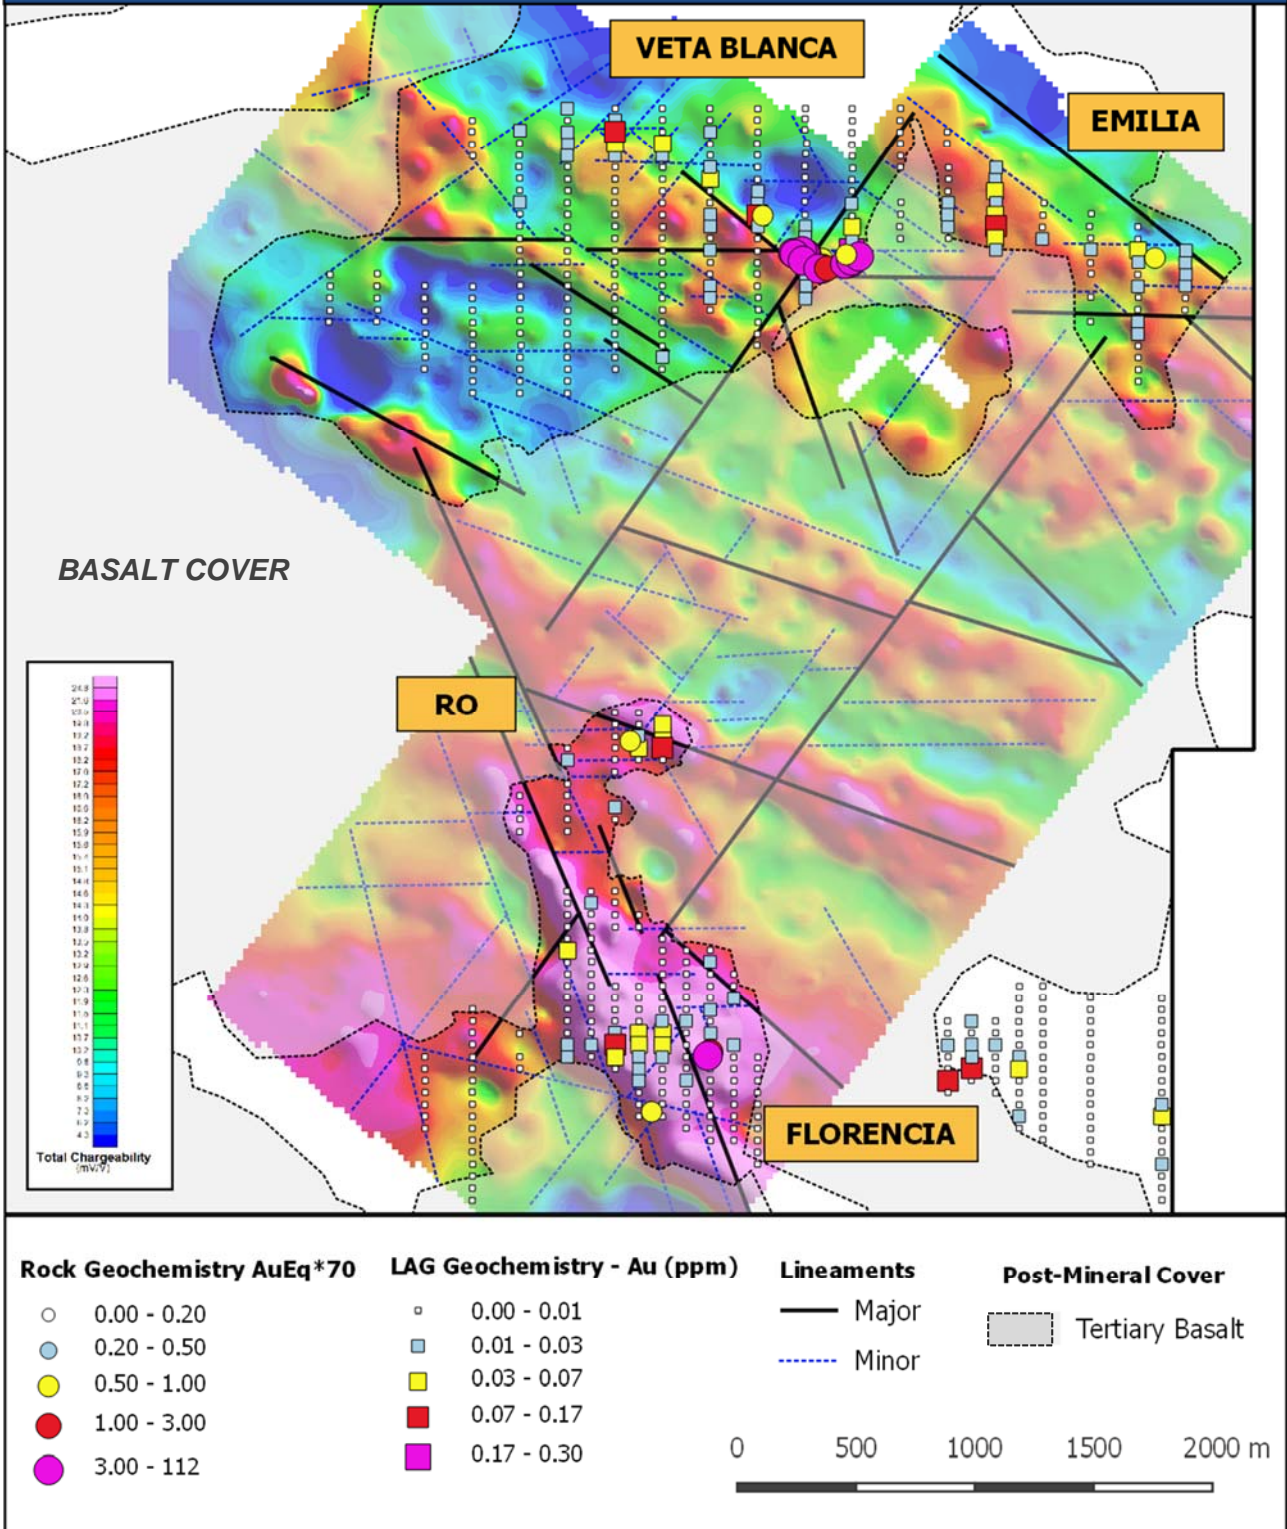 VETA BLANCA
EMILIA
BASALT COVER
RO
FLORENCIA
Total Chargeability
(mV/V)
Rock Geochemistry AuEq*70
0.00 - 0.20
0.20 - 0.50
0.50 - 1.00
1.00 - 3.00
3.00 - 112
LAG Geochemistry - Au (ppm)
0.00 - 0.01
0.01 - 0.03
0.03 - 0.07
0.07 - 0.17
0.17 - 0.30
Lineaments
Major
Minor
Post-Mineral Cover
Tertiary Basalt
0 500 1000 1500 2000 m